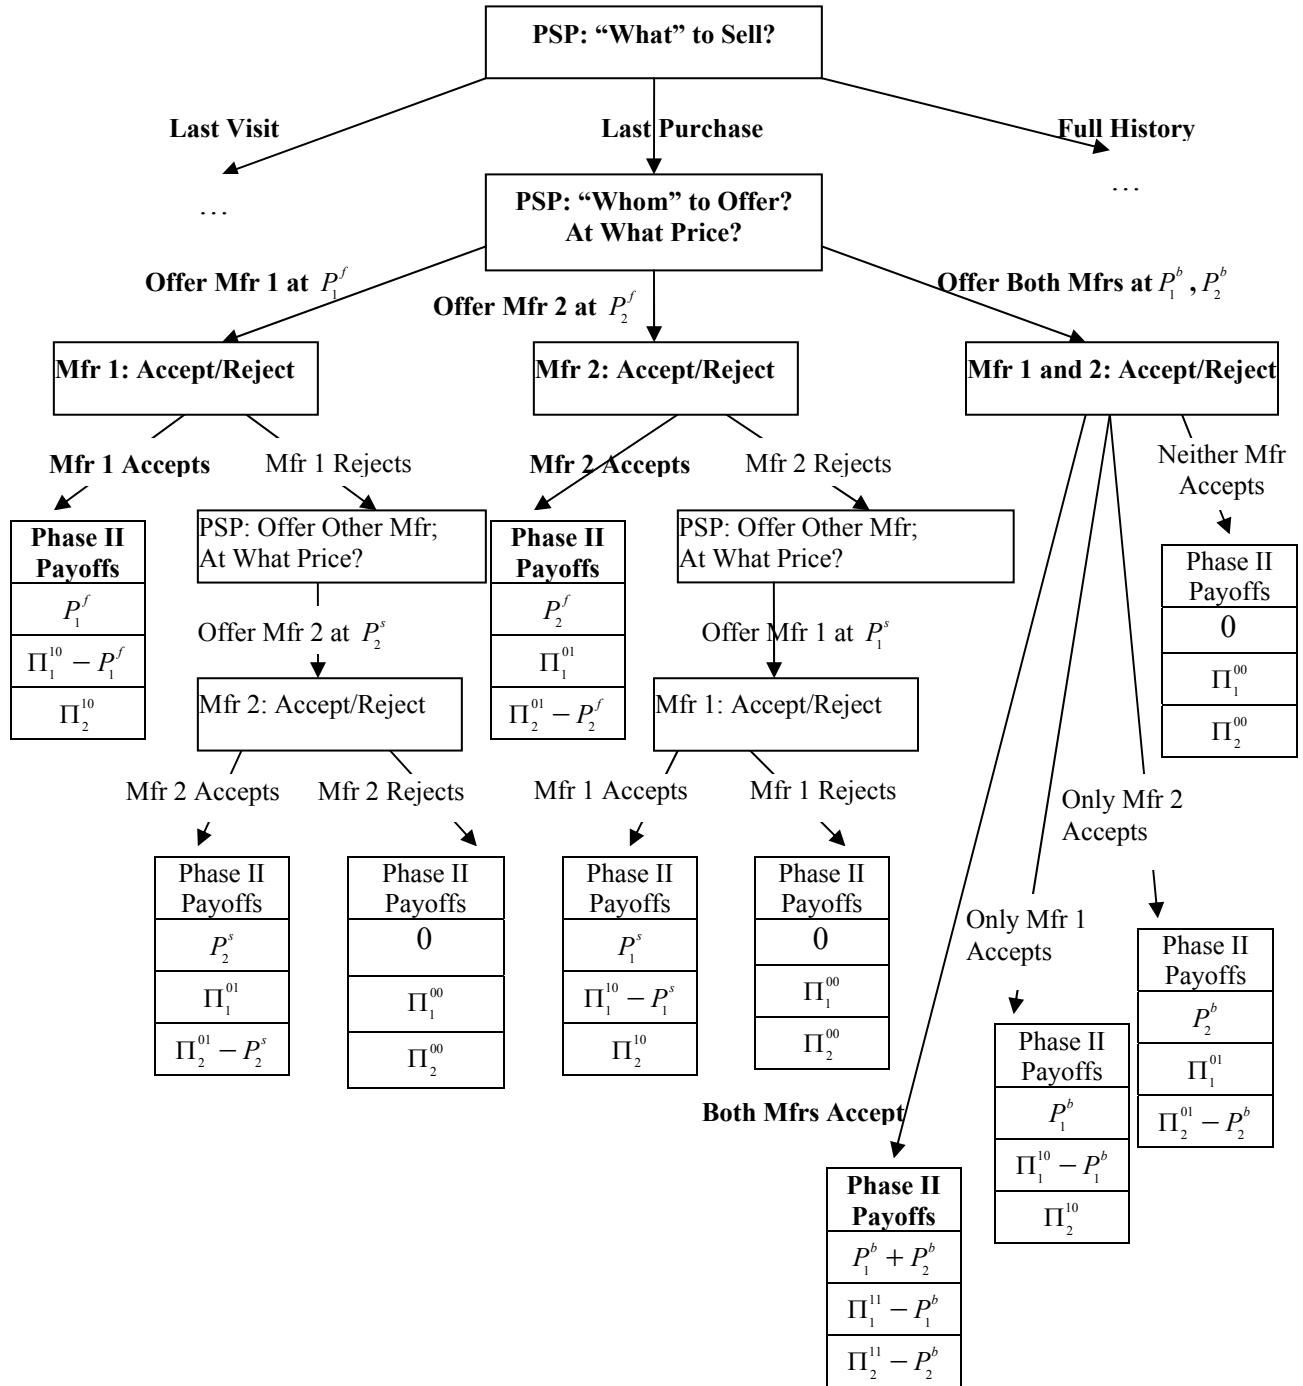 PSP: “What” to Sell?
Last Visit
Last Purchase
Full History
…
…
PSP: “Whom” to Offer?
At What Price?
Offer Mfr 1 at P_1^f
Offer Mfr 2 at P_2^f
Offer Both Mfrs at P_1^b , P_2^b
Mfr 1: Accept/Reject
Mfr 2: Accept/Reject
Mfr 1 and 2: Accept/Reject
Mfr 1 Accepts
Mfr 1 Rejects
Mfr 2 Accepts
Mfr 2 Rejects
Neither Mfr
Accepts
Phase II
Payoffs
P_1^f
Π_1^{10} − P_1^f
Π_2^{10}
PSP: Offer Other Mfr;
At What Price?
Offer Mfr 2 at P_2^s
Mfr 2: Accept/Reject
Mfr 2 Accepts
Mfr 2 Rejects
Phase II
Payoffs
P_2^s
Π_1^{01}
Π_2^{01} − P_2^s
Phase II
Payoffs
0
Π_1^{00}
Π_2^{00}
Phase II
Payoffs
P_2^f
Π_1^{01}
Π_2^{01} − P_2^f
PSP: Offer Other Mfr;
At What Price?
Offer Mfr 1 at P_1^s
Mfr 1: Accept/Reject
Mfr 1 Accepts
Mfr 1 Rejects
Phase II
Payoffs
P_1^s
Π_1^{10} − P_1^s
Π_2^{10}
Phase II
Payoffs
0
Π_1^{00}
Π_2^{00}
Phase II
Payoffs
0
Π_1^{00}
Π_2^{00}
Only Mfr 2
Accepts
Phase II
Payoffs
P_2^b
Π_1^{01}
Π_2^{01} − P_2^b
Only Mfr 1
Accepts
Phase II
Payoffs
P_1^b
Π_1^{10} − P_1^b
Π_2^{10}
Both Mfrs Accept
Phase II
Payoffs
P_1^b + P_2^b
Π_1^{11} − P_1^b
Π_2^{11} − P_2^b